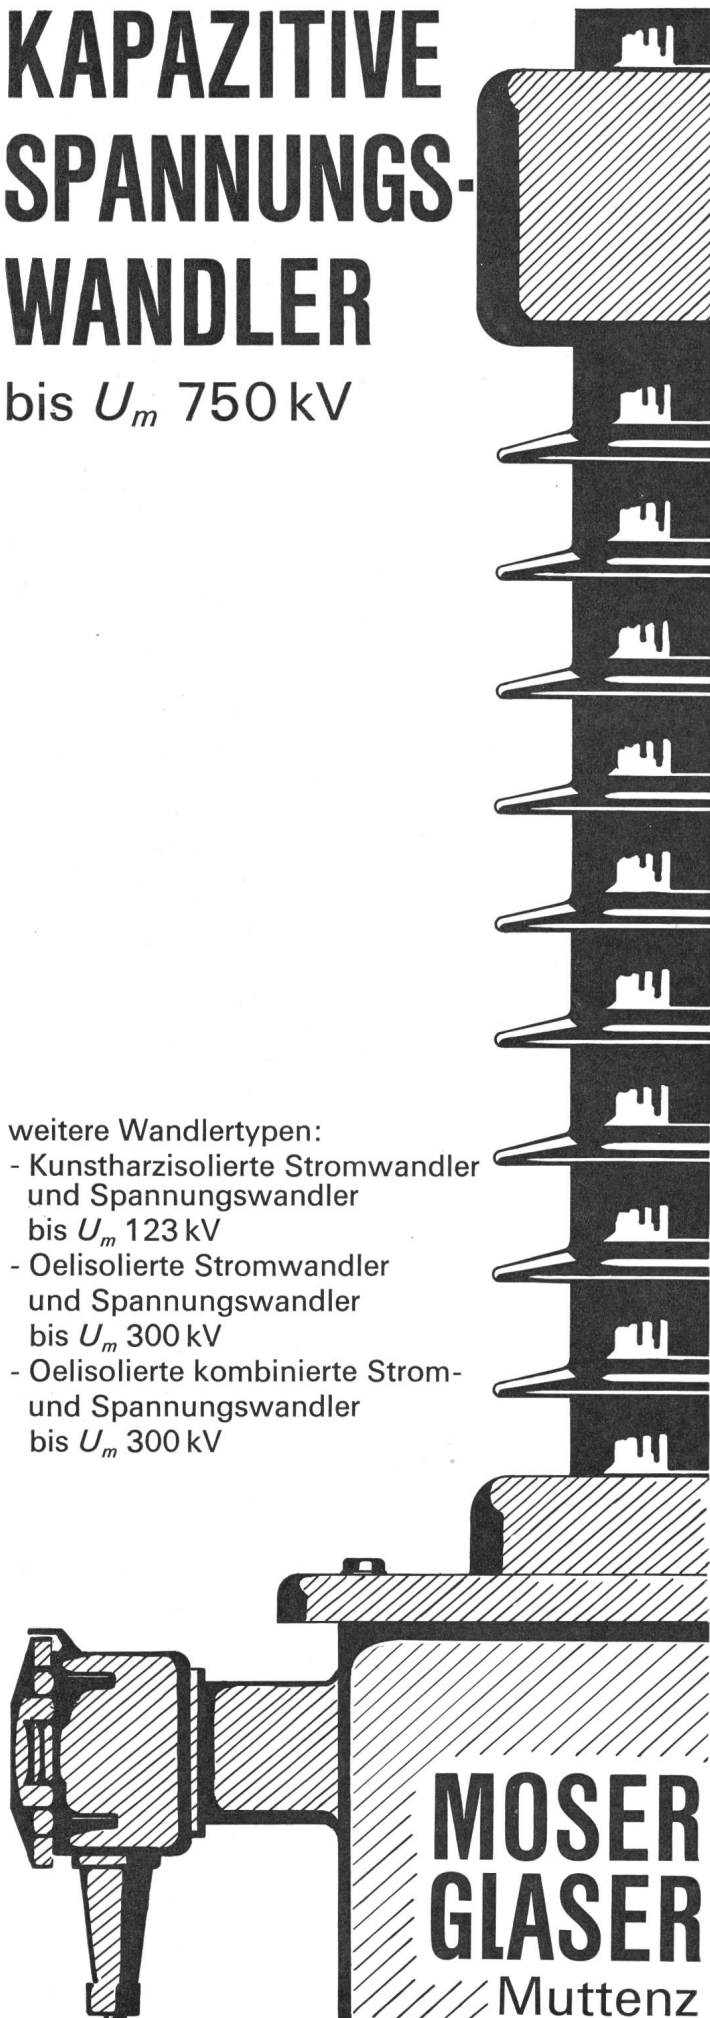 KAPAZITIVE
SPANNUNGS-
WANDLER
bis Um 750 kV
weitere Wandlertypen:
- Kunstharzisolierte Stromwandler
und Spannungswandler
bis Um 123 kV
- Oelisolierte Stromwandler
und Spannungswandler
bis Um 300 kV
- Oelisolierte kombinierte Strom-
und Spannungswandler
bis Um 300 kV
MOSER
GLASER
Muttenz